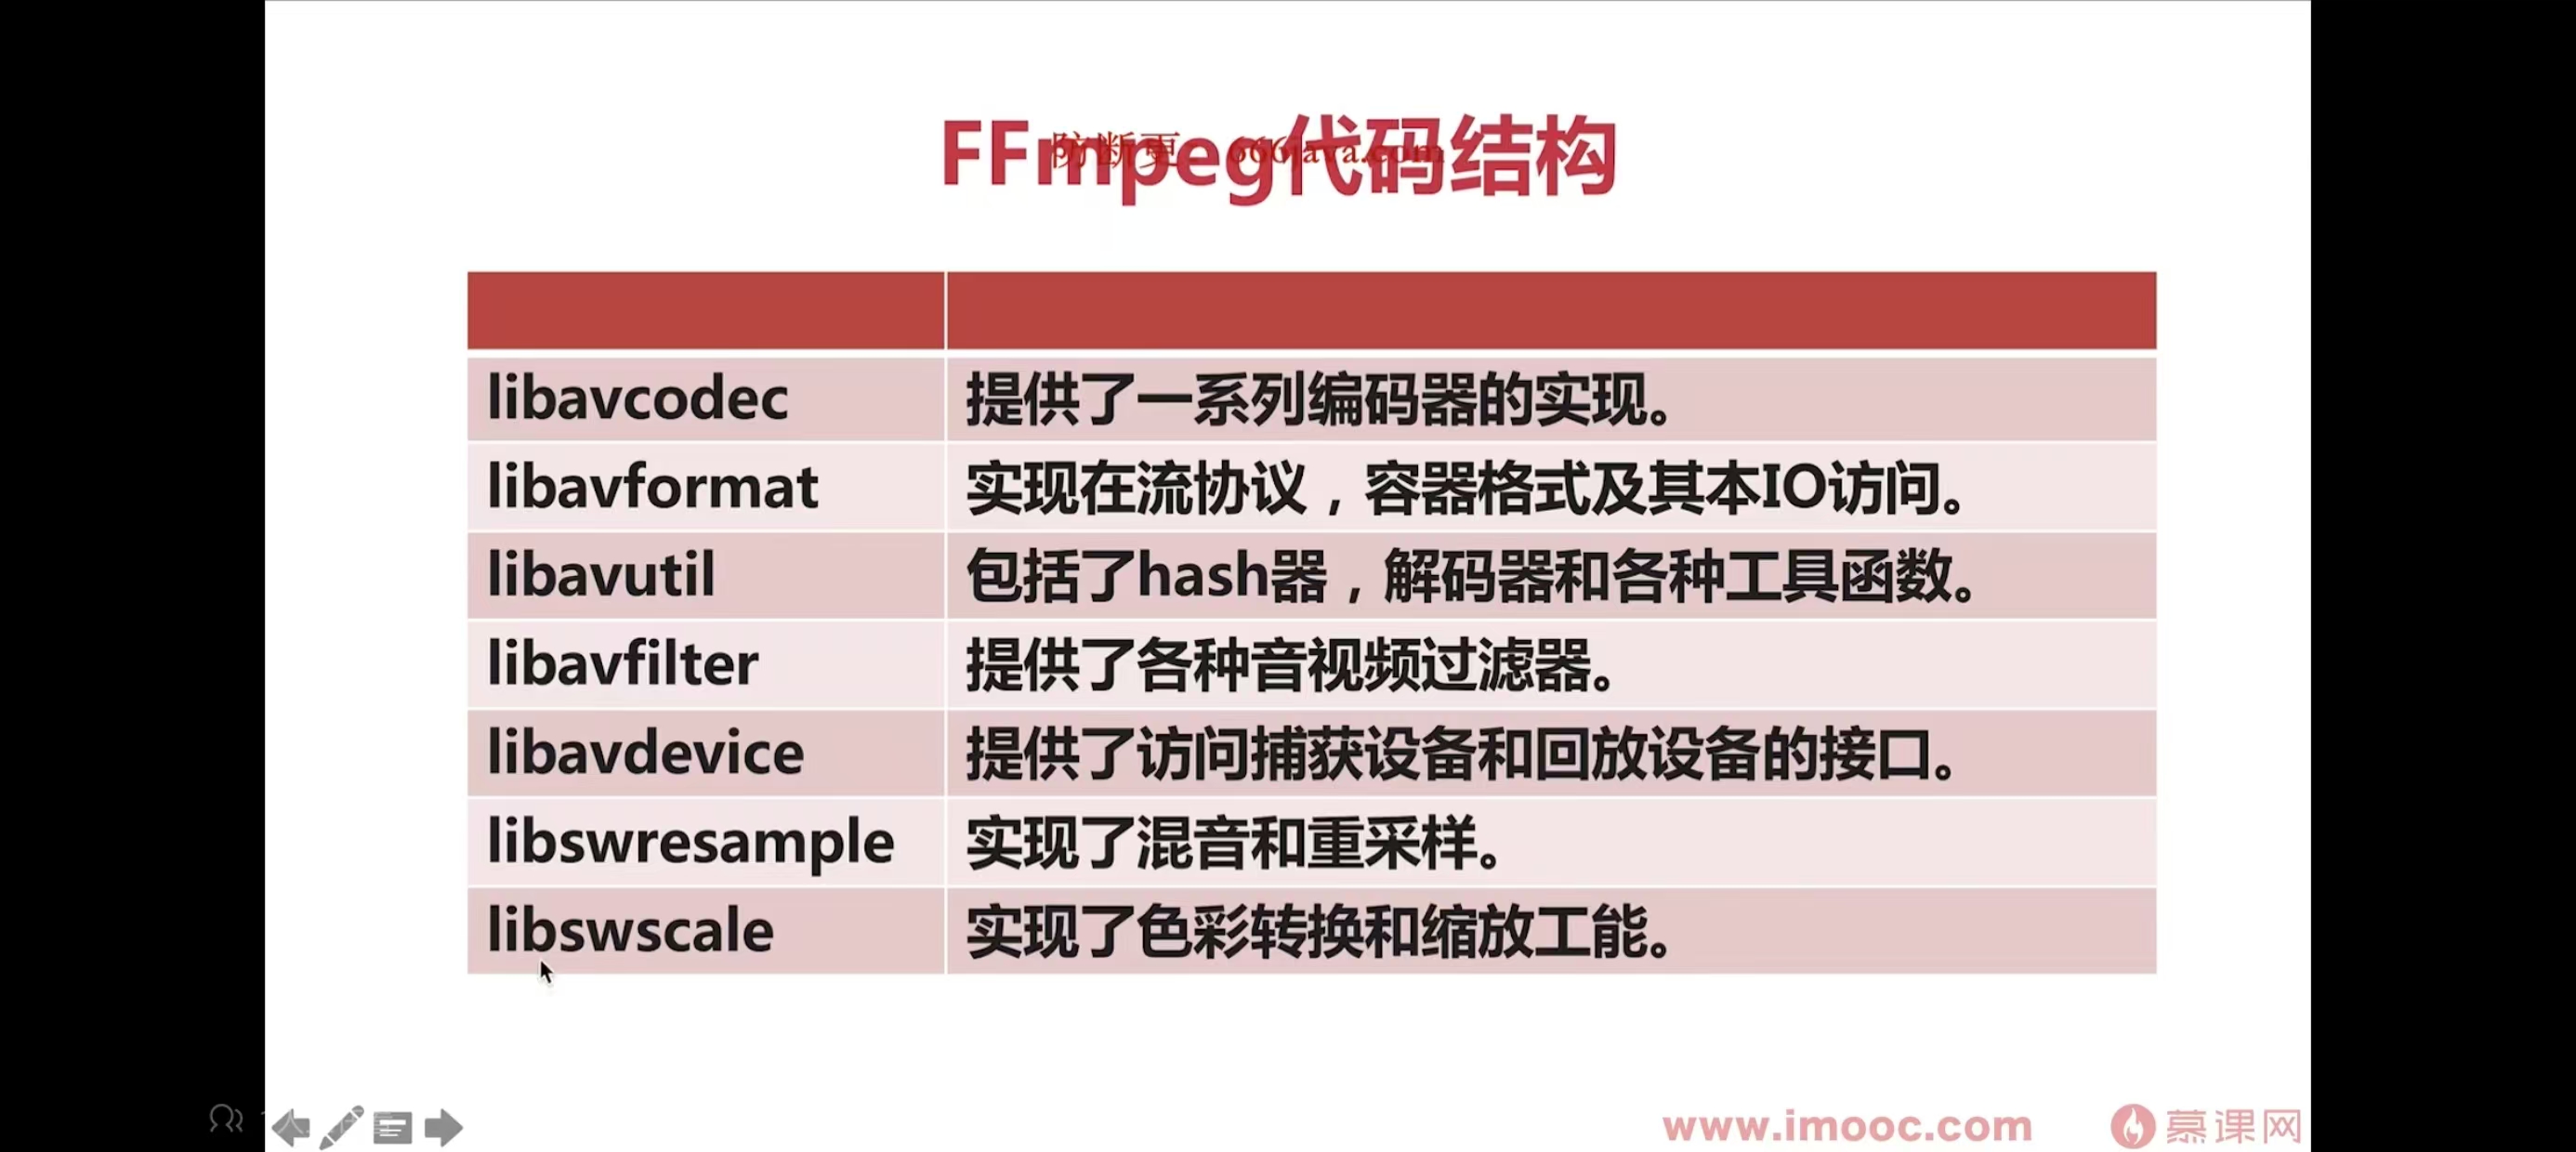 FFmpeg代码结构
防断更 666java.com
libavcodec 提供了一系列编码器的实现。
libavformat 实现在流协议，容器格式及其本IO访问。
libavutil 包括了hash器，解码器和各种工具函数。
libavfilter 提供了各种音视频过滤器。
libavdevice 提供了访问捕获设备和回放设备的接口。
libswresample 实现了混音和重采样。
libswscale 实现了色彩转换和缩放工能。
www.imooc.com 慕课网